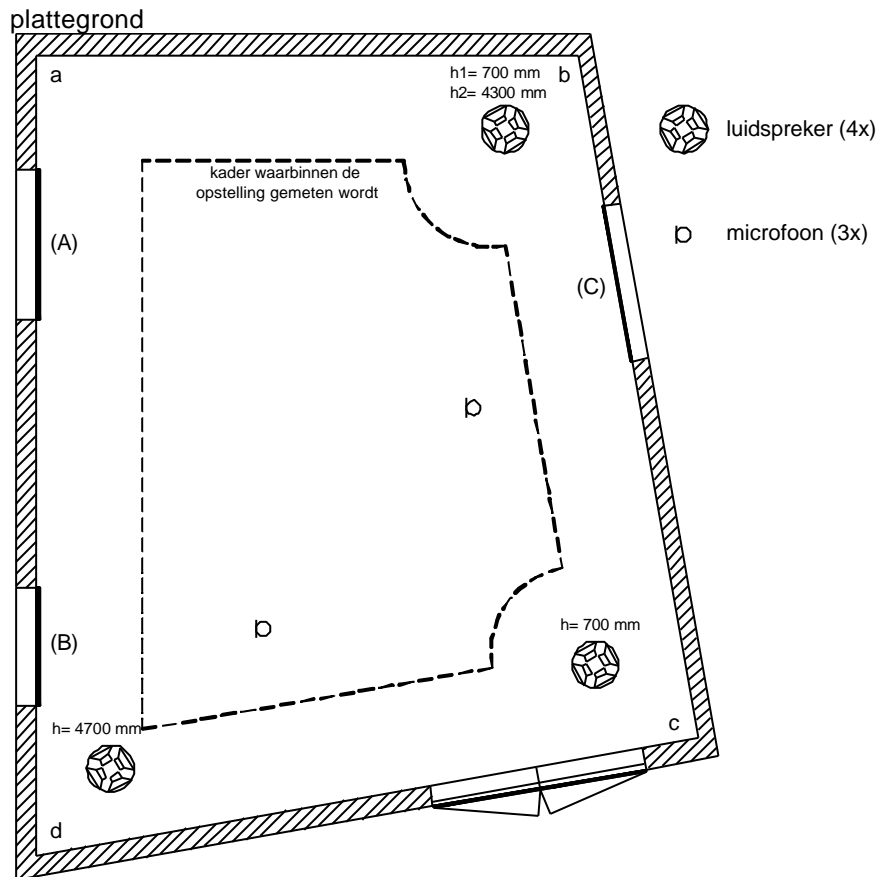 plattegrond
a
h1= 700 mm
h2= 4300 mm
b
luidspreker (4x)
kader waarbinnen de
opstelling gemeten wordt
(A)
microfoon (3x)
(C)
(B)
h= 700 mm
h= 4700 mm
c
d